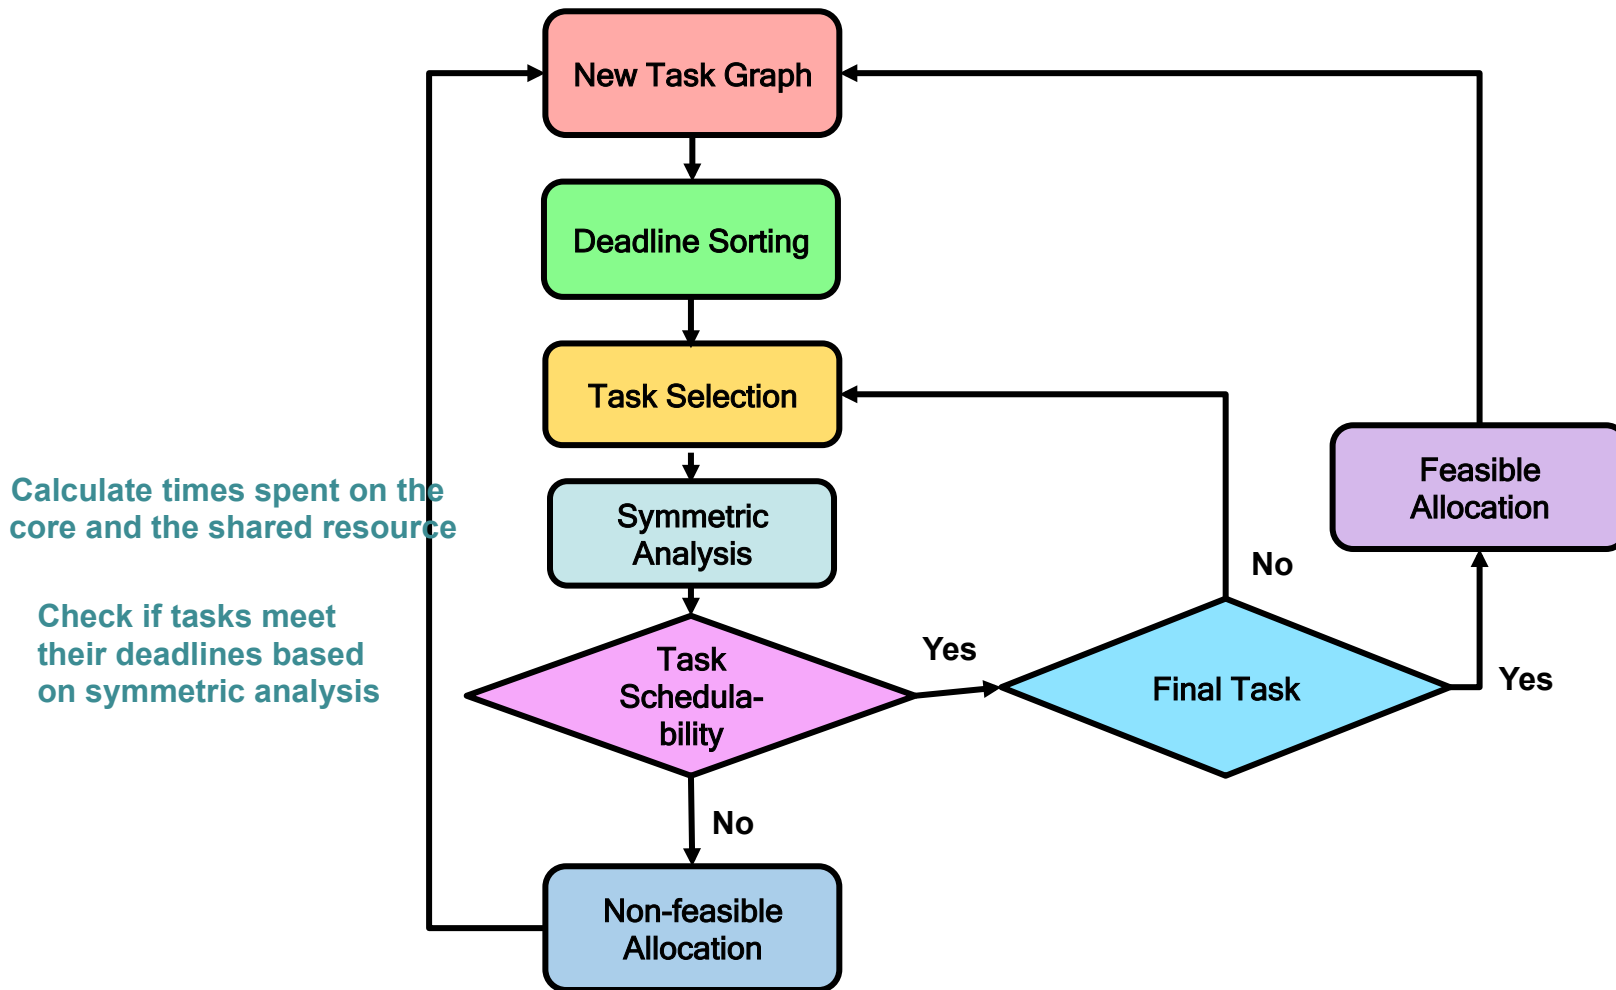 New Task Graph
Deadline Sorting
Task Selection
Calculate times spent on the
core and the shared resource
Symmetric
Analysis
Feasible
Allocation
No
Check if tasks meet
their deadlines based
on symmetric analysis
Task
Schedula-
bility
Yes
Final Task
Yes
No
Non-feasible
Allocation